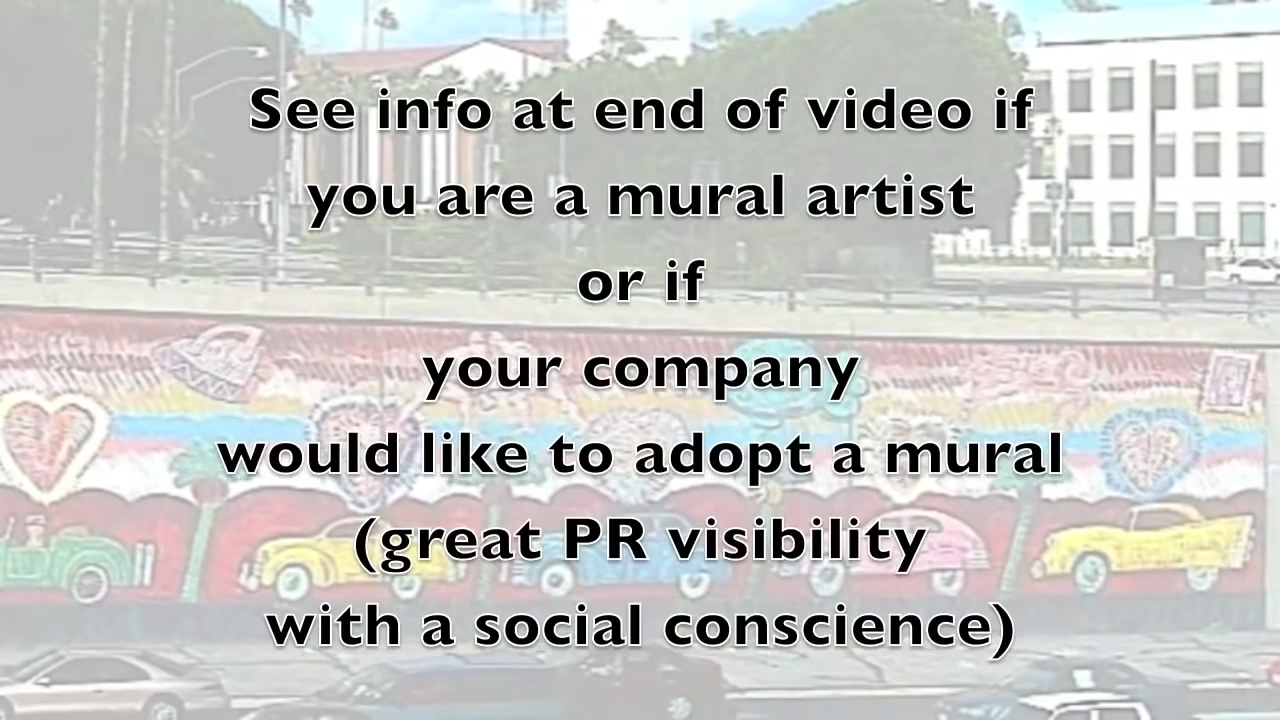 See info at end of video if
you are a mural artist
or if
your company
would like to adopt a mural
(great PR visibility
with a social conscience)